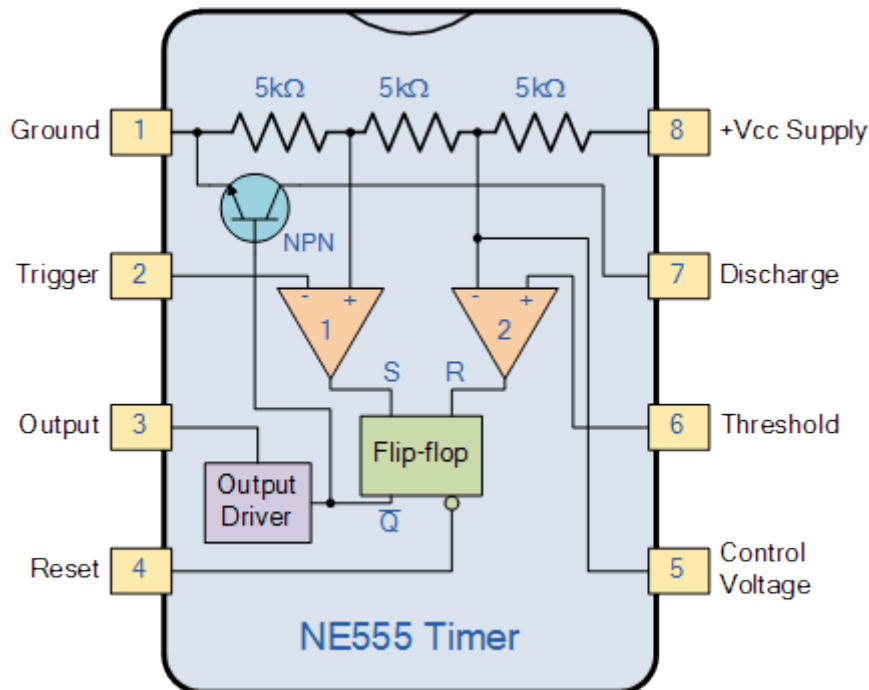 5kΩ 5kΩ 5kΩ
Ground 1
8 +Vcc Supply
NPN
Trigger 2
7 Discharge
- +
- +
1
2
S R
Output 3
6 Threshold
Flip-flop
Output
Driver
Q̅
Reset 4
5 Control
Voltage
NE555 Timer